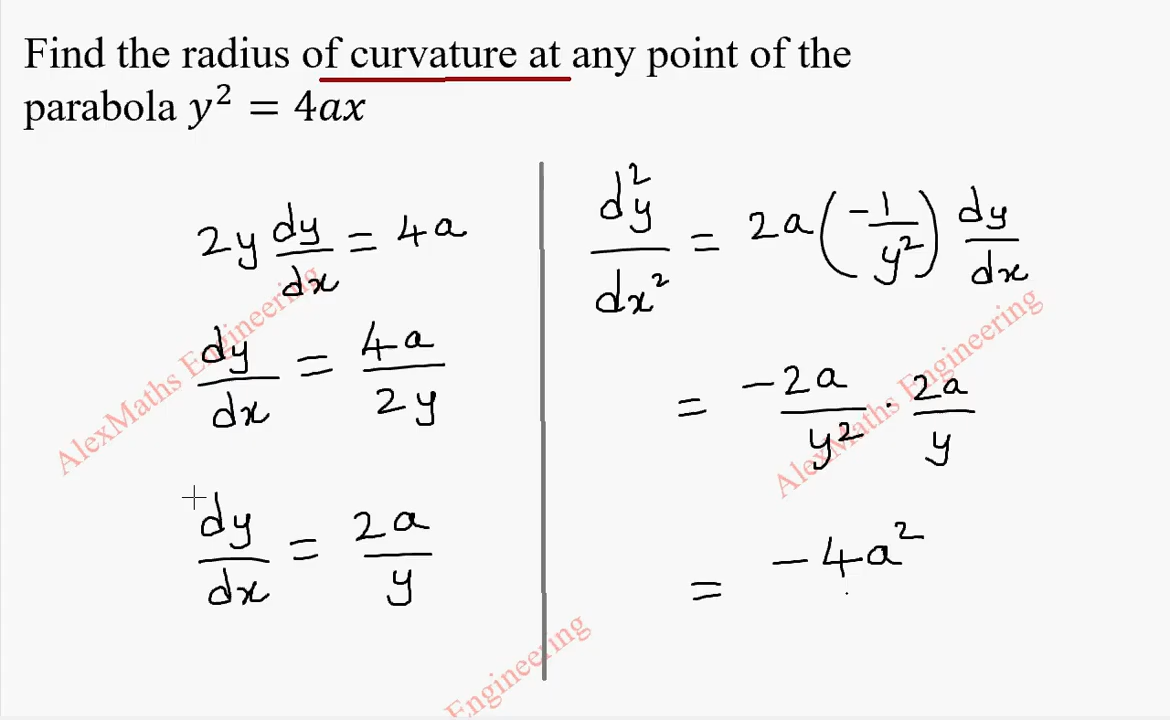 Find the radius of curvature at any point of the
parabola y² = 4ax
2y dy/dx = 4a
dy/dx = 4a/2y
dy/dx = 2a/y
d²y/dx² = 2a(-1/y²) dy/dx
= -2a/y² · 2a/y
= -4a²
AlexMaths Engineering
AlexMaths Engineering
Engineering